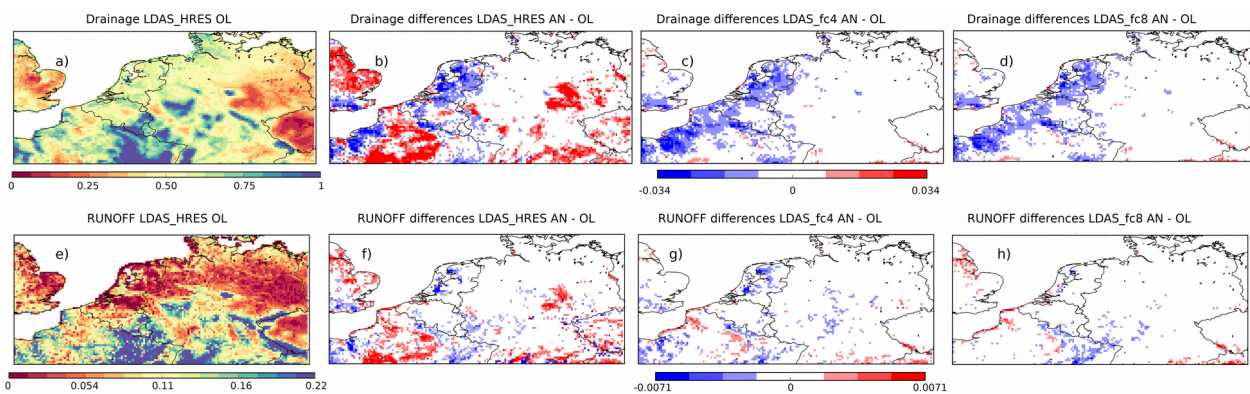 Drainage LDAS_HRES OL
Drainage differences LDAS_HRES AN - OL
Drainage differences LDAS_fc4 AN - OL
Drainage differences LDAS_fc8 AN - OL
a)
b)
c)
d)
0 0.25 0.50 0.75 1
-0.034 0 0.034
RUNOFF LDAS_HRES OL
RUNOFF differences LDAS_HRES AN - OL
RUNOFF differences LDAS_fc4 AN - OL
RUNOFF differences LDAS_fc8 AN - OL
e)
f)
g)
h)
0 0.054 0.11 0.16 0.22
-0.0071 0 0.0071